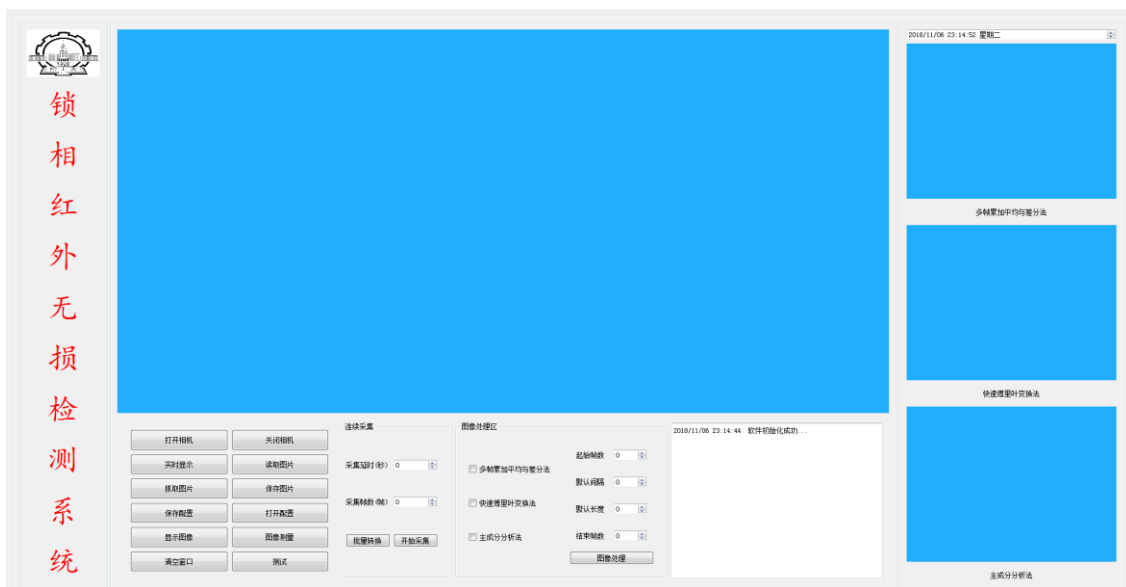 1920
锁
相
红
外
无
损
检
测
系
统
打开相机 关闭相机
实时显示 读取图片
抓取图片 保存图片
保存配置 打开配置
显示图像 图像测量
清空窗口 测试
连续采集
采集延时(秒) 0
采集帧数(帧) 0
批量转换 开始采集
图像处理区
多帧累加平均与差分法
快速傅里叶变换法
主成分分析法
起始帧数 0
默认间隔 0
默认长度 0
结束帧数 0
图像处理
2018/11/06 23:14:44 软件初始化成功...
2018/11/06 23:14:52 星期二
多帧累加平均与差分法
快速傅里叶变换法
主成分分析法